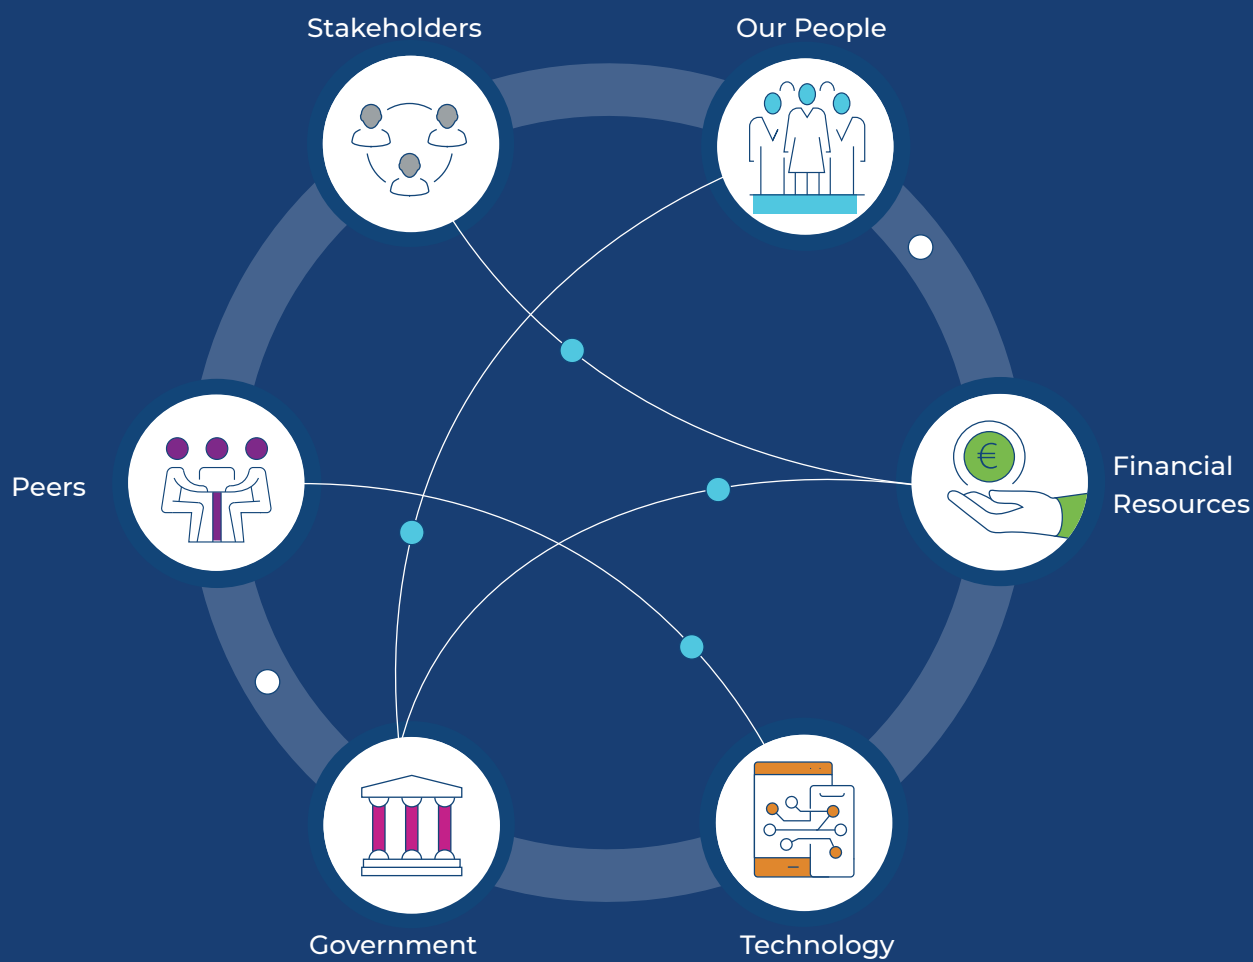 Stakeholders
Our People
Peers
€
Financial
Resources
Government
Technology